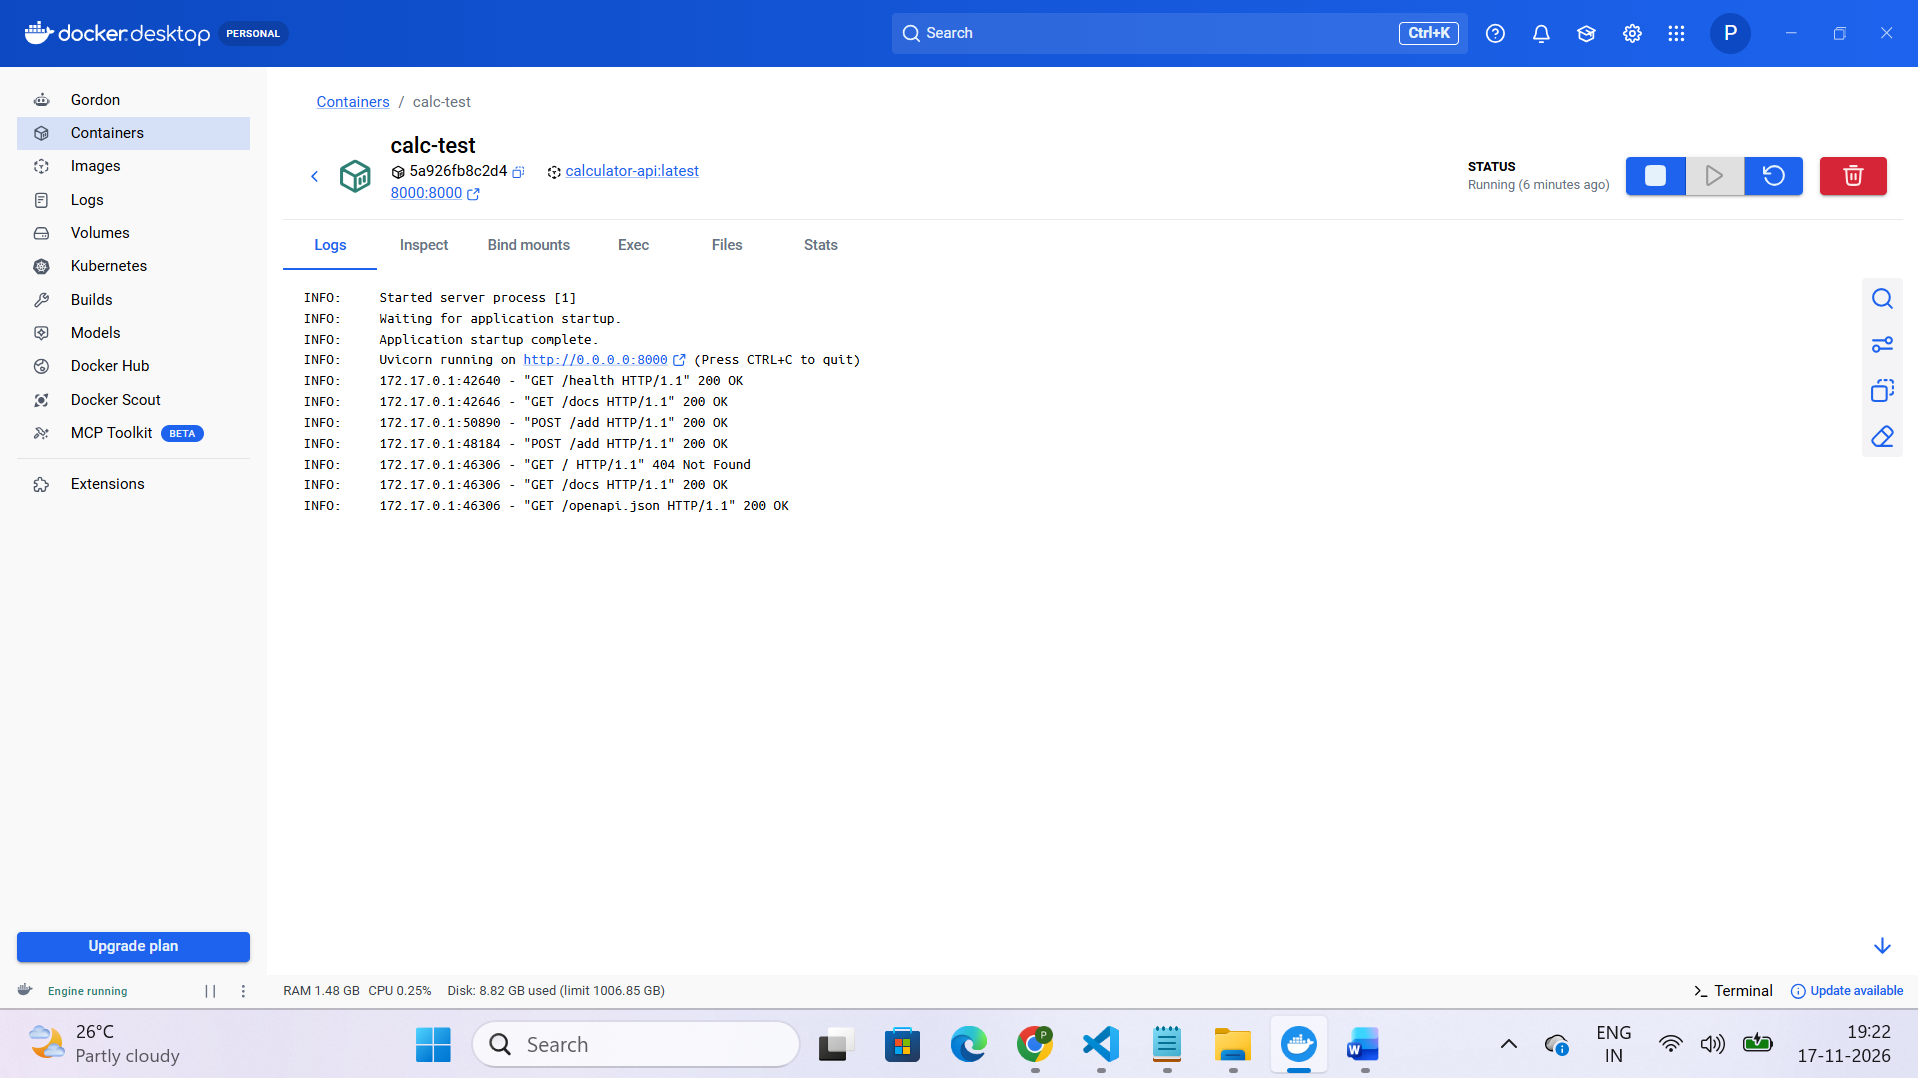 docker.desktop PERSONAL
Search
Ctrl+K
P
Gordon
Containers
Images
Logs
Volumes
Kubernetes
Builds
Models
Docker Hub
Docker Scout
MCP Toolkit BETA
Extensions
Upgrade plan
Containers / calc-test
calc-test
5a926fb8c2d4 calculator-api:latest
8000:8000
STATUS
Running (6 minutes ago)
Logs Inspect Bind mounts Exec Files Stats
INFO: Started server process [1]
INFO: Waiting for application startup.
INFO: Application startup complete.
INFO: Uvicorn running on http://0.0.0.0:8000 (Press CTRL+C to quit)
INFO: 172.17.0.1:42640 - "GET /health HTTP/1.1" 200 OK
INFO: 172.17.0.1:42646 - "GET /docs HTTP/1.1" 200 OK
INFO: 172.17.0.1:50890 - "POST /add HTTP/1.1" 200 OK
INFO: 172.17.0.1:48184 - "POST /add HTTP/1.1" 200 OK
INFO: 172.17.0.1:46306 - "GET / HTTP/1.1" 404 Not Found
INFO: 172.17.0.1:46306 - "GET /docs HTTP/1.1" 200 OK
INFO: 172.17.0.1:46306 - "GET /openapi.json HTTP/1.1" 200 OK
Engine running
RAM 1.48 GB CPU 0.25% Disk: 8.82 GB used (limit 1006.85 GB)
Terminal
Update available
26°C
Partly cloudy
Search
P
W
ENG
IN
19:22
17-11-2026